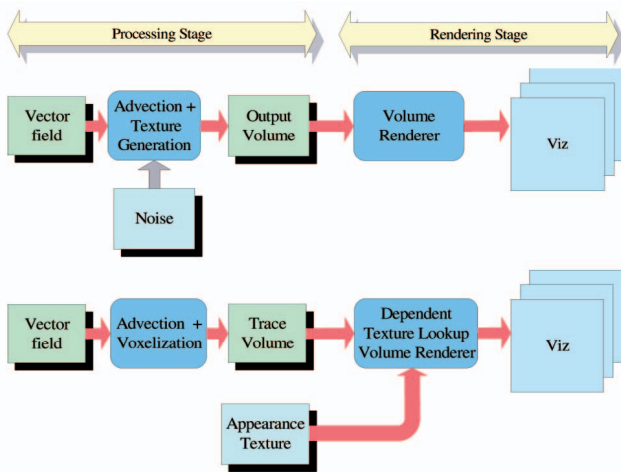 Processing Stage
Rendering Stage
Vector
field
Advection +
Texture
Generation
Output
Volume
Volume
Renderer
Viz
Noise
Vector
field
Advection +
Voxelization
Trace
Volume
Dependent
Texture Lookup
Volume Renderer
Viz
Appearance
Texture